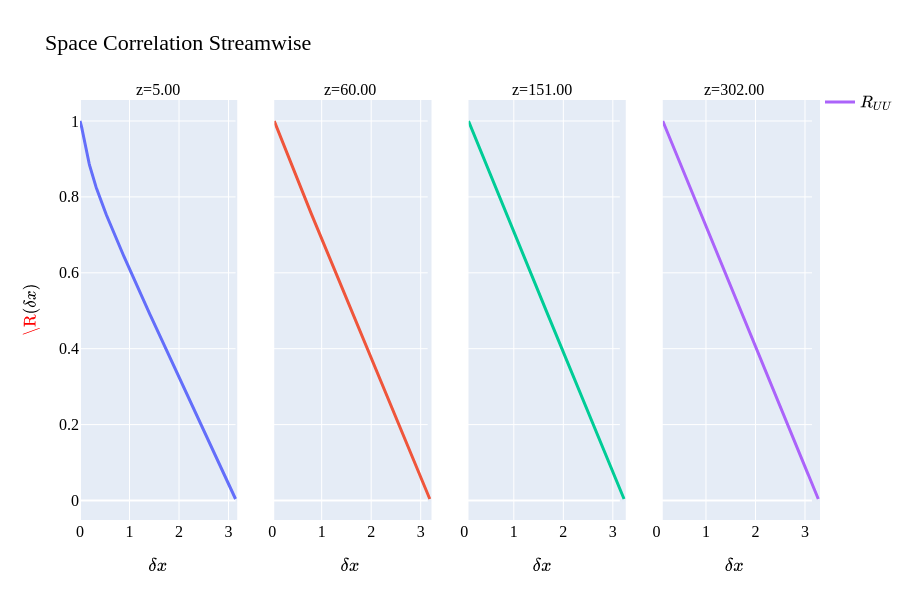 Space Correlation Streamwise
z=5.00
z=60.00
z=151.00
z=302.00
R_{UU}
\R(δx)
1
0.8
0.6
0.4
0.2
0
0 1 2 3
0 1 2 3
0 1 2 3
0 1 2 3
δx
δx
δx
δx